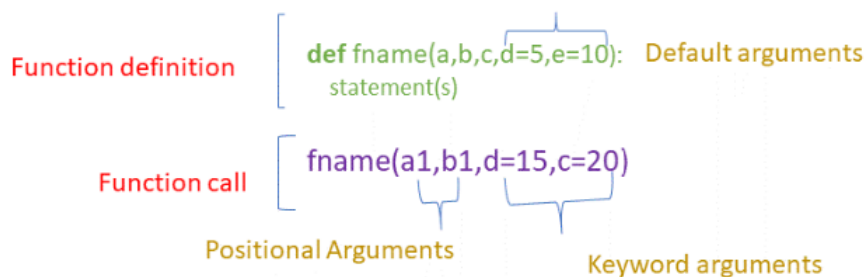 Function definition
def fname(a,b,c,d=5,e=10):
Default arguments
statement(s)
Function call
fname(a1,b1,d=15,c=20)
Positional Arguments
Keyword arguments